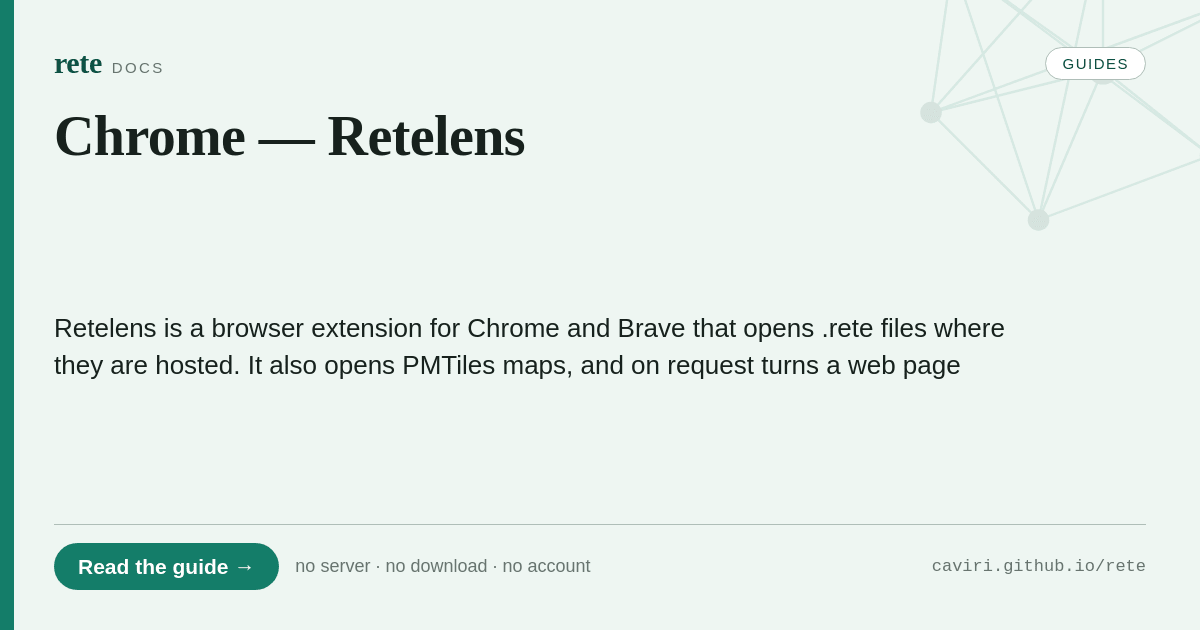 rete DOCS
GUIDES
Chrome — Retelens
Retelens is a browser extension for Chrome and Brave that opens .rete files where
they are hosted. It also opens PMTiles maps, and on request turns a web page
Read the guide →
no server · no download · no account
caviri.github.io/rete